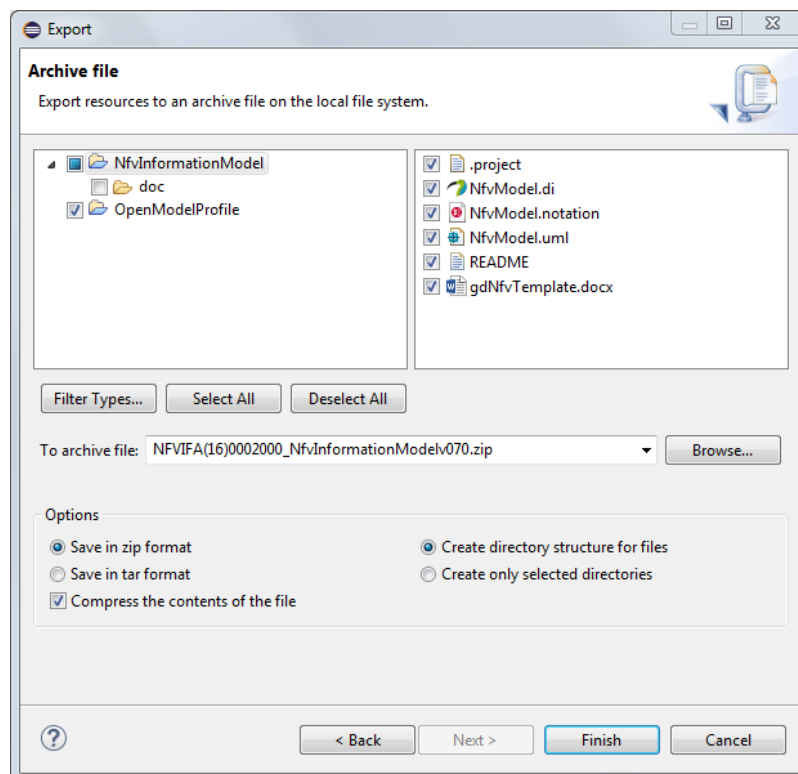 Export
Archive file
Export resources to an archive file on the local file system.
NfvInformationModel
doc
OpenModelProfile
.project
NfvModel.di
NfvModel.notation
NfvModel.uml
README
gdNfvTemplate.docx
Filter Types...
Select All
Deselect All
To archive file:
NFVIFA(16)0002000_NfvInformationModelv070.zip
Browse...
Options
Save in zip format
Create directory structure for files
Save in tar format
Create only selected directories
Compress the contents of the file
?
< Back
Next >
Finish
Cancel